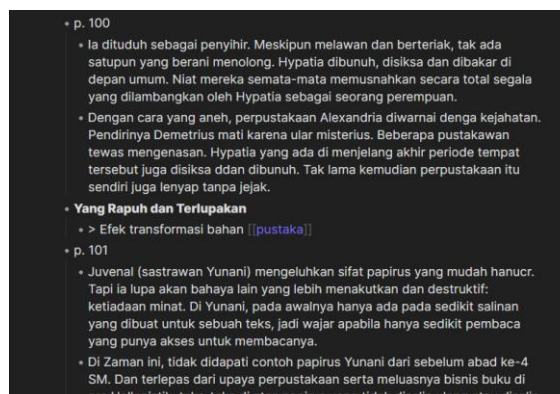 p. 100
Ia dituduh sebagai penyihir. Meskipun melawan dan berteriak, tak ada
satupun yang berani menolong. Hypatia dibunuh, disiksa dan dibakar di
depan umum. Niat mereka semata-mata memusnahkan secara total segala
yang dilambangkan oleh Hypatia sebagai seorang perempuan.
Dengan cara yang aneh, perpustakaan Alexandria diwarnai denga kejahatan.
Pendirinya Demetrius mati karena ular misterius. Beberapa pustakawan
tewas mengenasan. Hypatia yang ada di menjelang akhir periode tempat
tersebut juga disiksa ddan dibunuh. Tak lama kemudian perpustakaan itu
sendiri juga lenyap tanpa jejak.
Yang Rapuh dan Terlupakan
> Efek transformasi bahan [[pustaka]]
p. 101
Juvenal (sastrawan Yunani) mengeluhkan sifat papirus yang mudah hanucr.
Tapi ia lupa akan bahaya lain yang lebih menakutkan dan destruktif:
ketiadaan minat. Di Yunani, pada awalnya hanya ada pada sedikit salinan
yang dibuat untuk sebuah teks, jadi wajar apabila hanya sedikit pembaca
yang punya akses untuk membacanya.
Di Zaman ini, tidak didapati contoh papirus Yunani dari sebelum abad ke-4
SM. Dan terlepas dari upaya perpustakaan serta meluasnya bisnis buku di